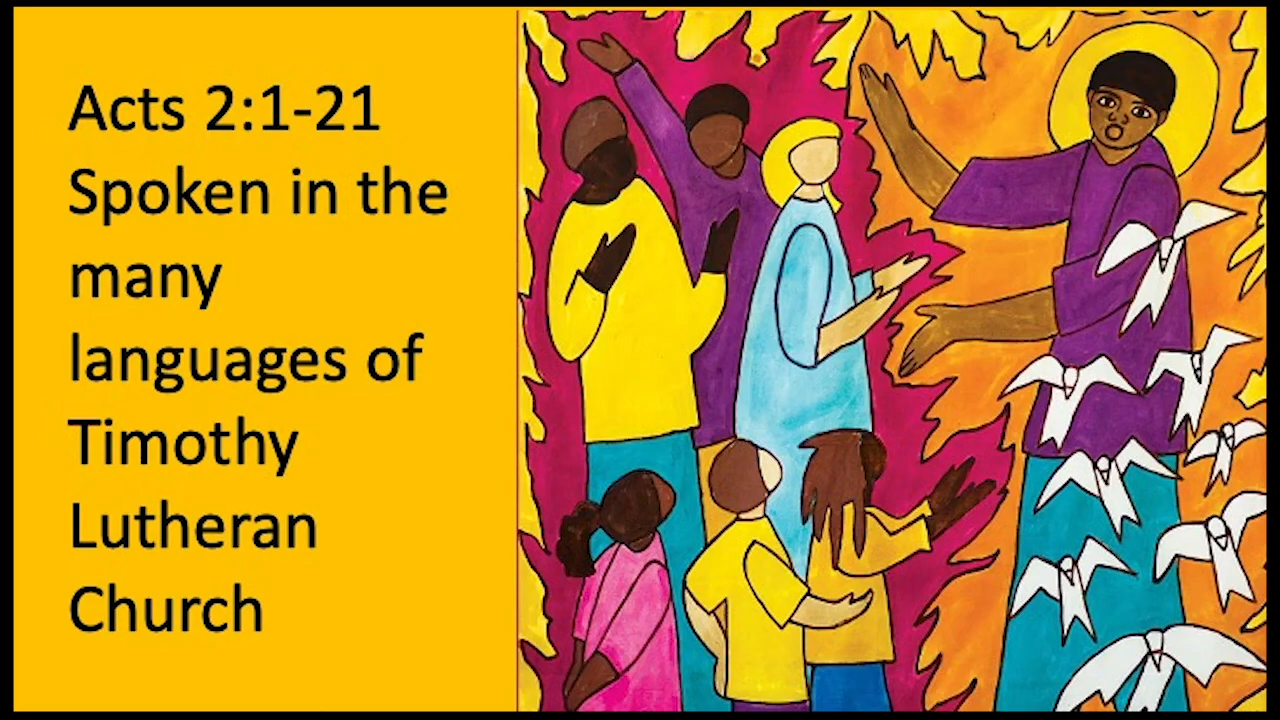 Acts 2:1-21
Spoken in the
many
languages of
Timothy
Lutheran
Church